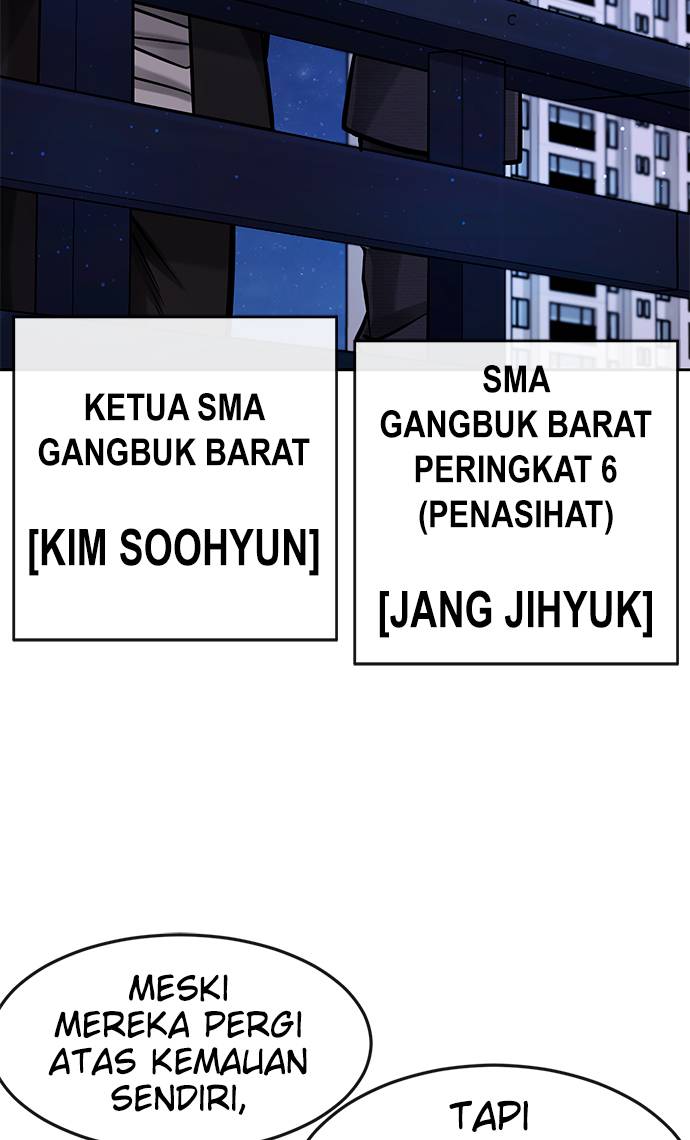 KETUA SMA
GANGBUK BARAT
[KIM SOOHYUN]
SMA
GANGBUK BARAT
PERINGKAT 6
(PENASIHAT)
[JANG JIHYUK]
MESKI
MEREKA PERGI
ATAS KEMAUAN
SENDIRI,
TAPI